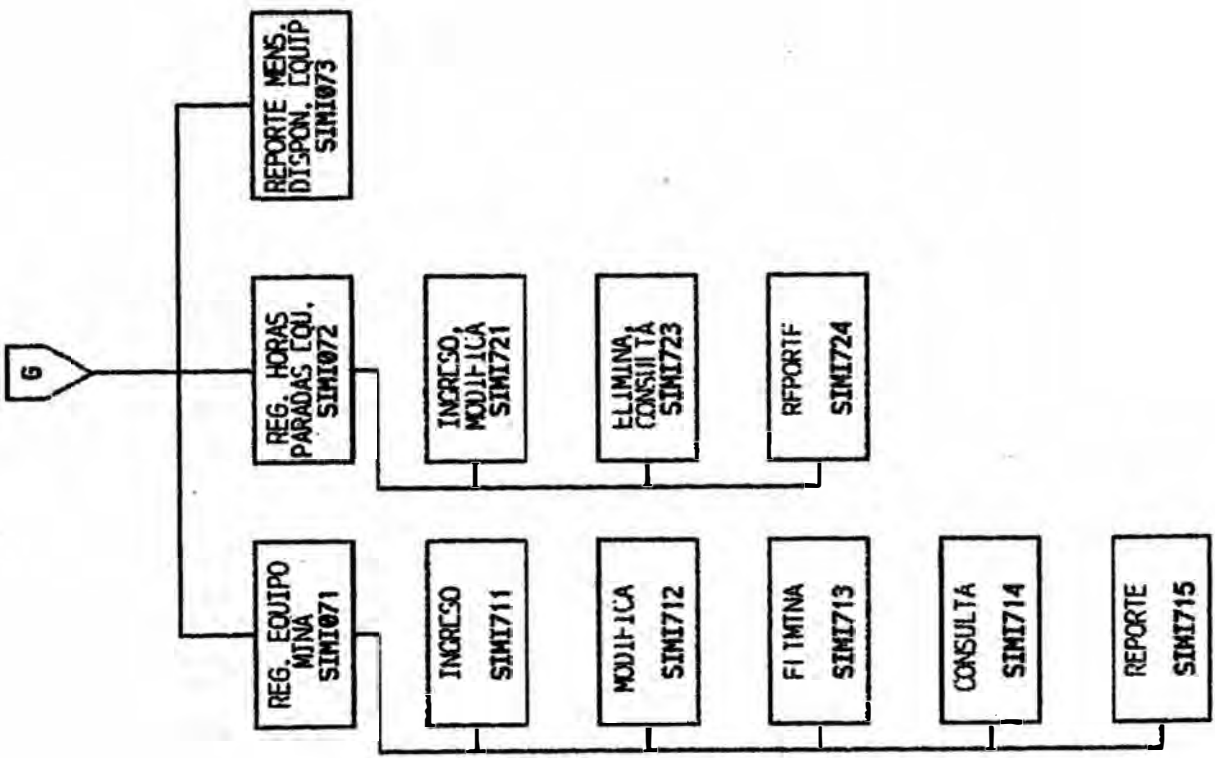 G
REG. EQUIPO
MINA
SIMI071
REG. HORAS
PARADAS EQU.
SIMI072
REPORTE MENS.
DISPON. EQUIP
SIMI073
INGRESO
SIMI711
MODIFICA
SIMI712
ELIMINA
SIMI713
CONSULTA
SIMI714
REPORTE
SIMI715
INGRESO,
MODIFICA
SIMI721
ELIMINA,
CONSULTA
SIMI723
REPORTE
SIMI724